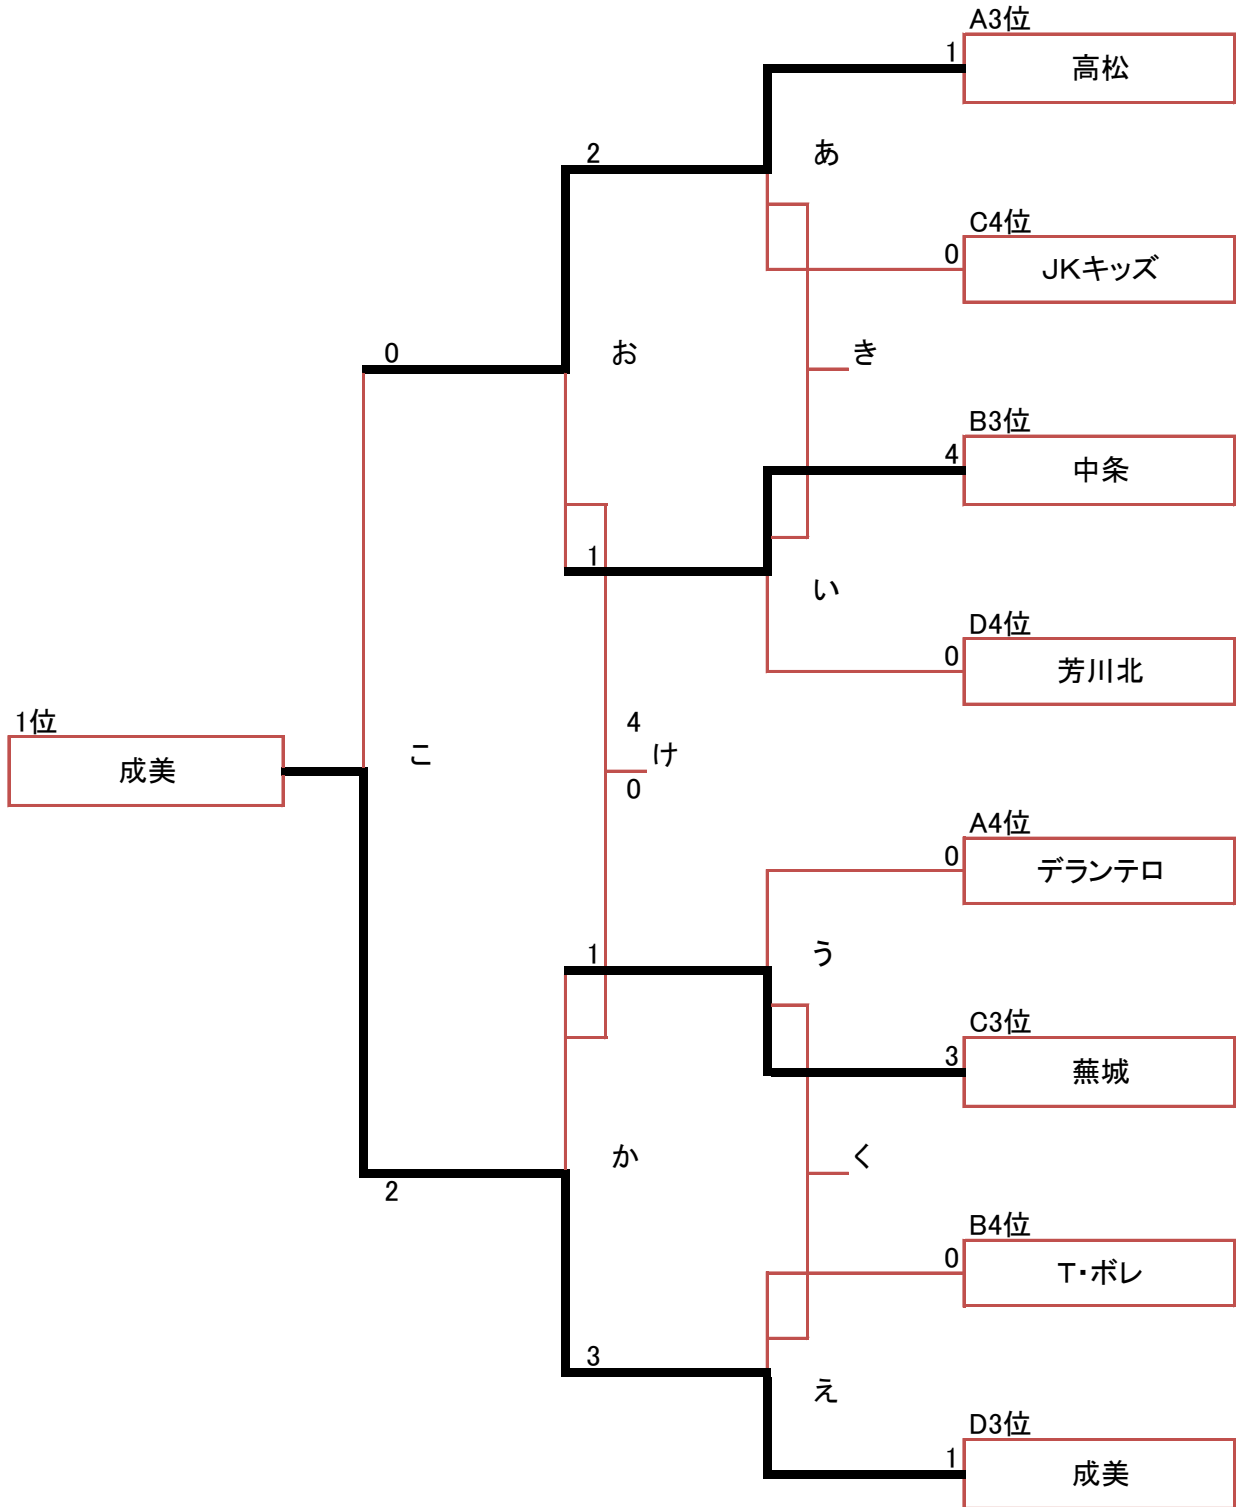 A3位
1
高松
2
あ
C4位
0
JKキッズ
0
お
き
B3位
4
中条
1
い
D4位
0
芳川北
1位
成美
こ
4
け
0
A4位
0
デランテロ
1
う
C3位
3
蕪城
か
く
2
B4位
0
T・ボレ
3
え
D3位
1
成美